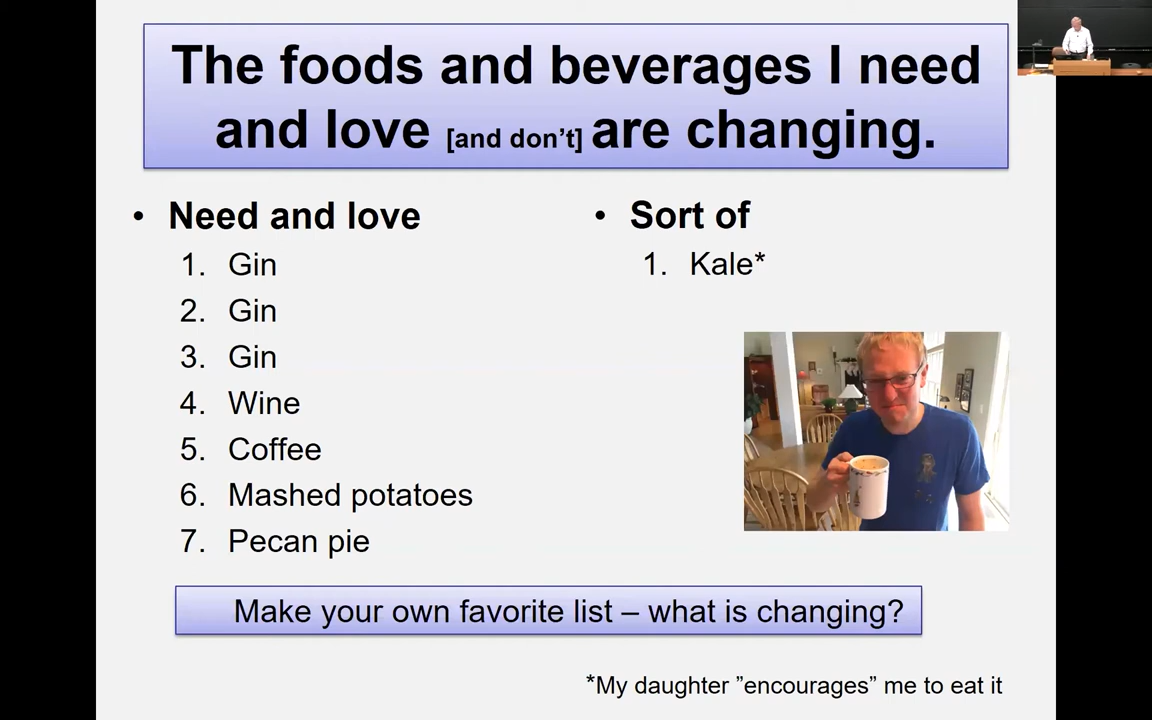 The foods and beverages I need
and love [and don't] are changing.
• Need and love
1. Gin
2. Gin
3. Gin
4. Wine
5. Coffee
6. Mashed potatoes
7. Pecan pie
• Sort of
1. Kale*
Make your own favorite list – what is changing?
*My daughter ”encourages” me to eat it